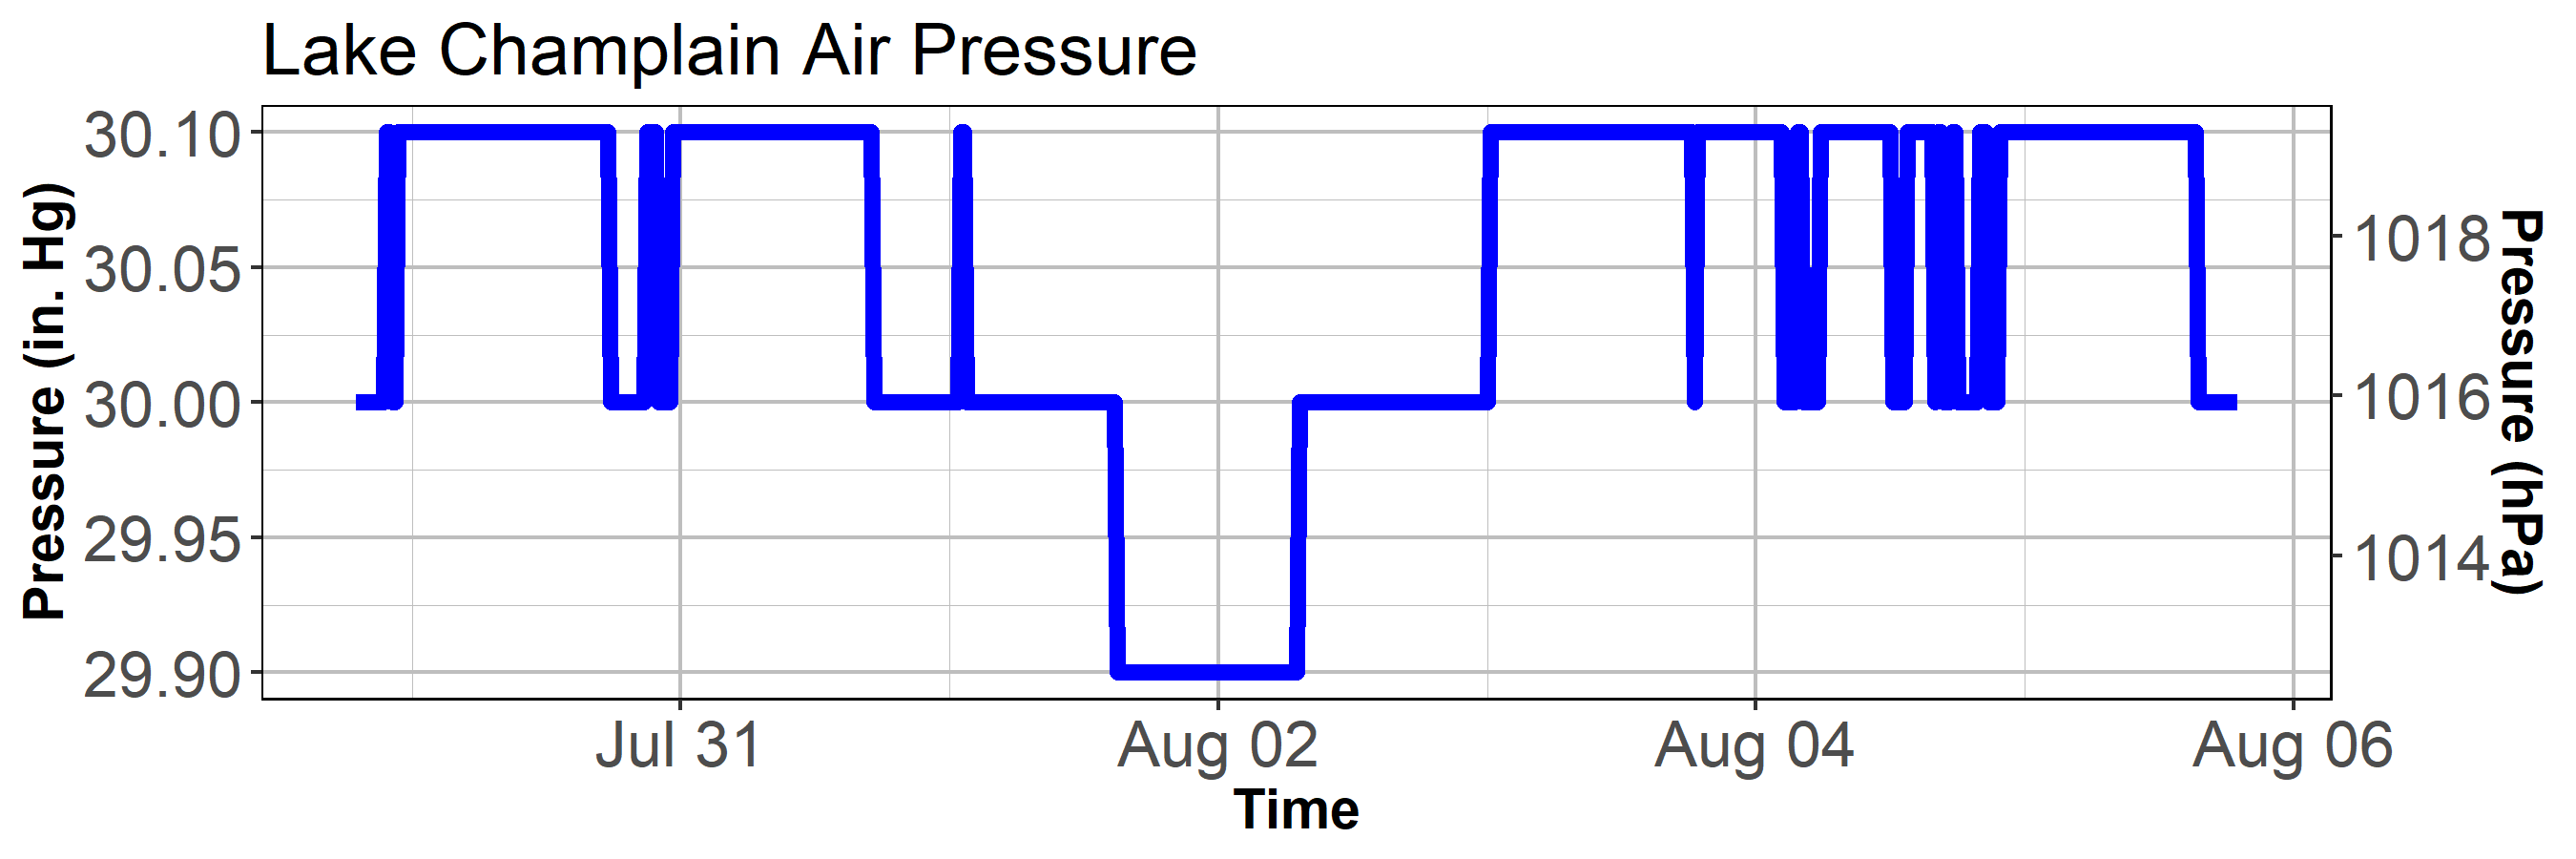 Lake Champlain Air Pressure
Pressure (in. Hg)
30.10
30.05
30.00
29.95
29.90
1018
1016
1014
Pressure (hPa)
Jul 31
Aug 02
Aug 04
Aug 06
Time